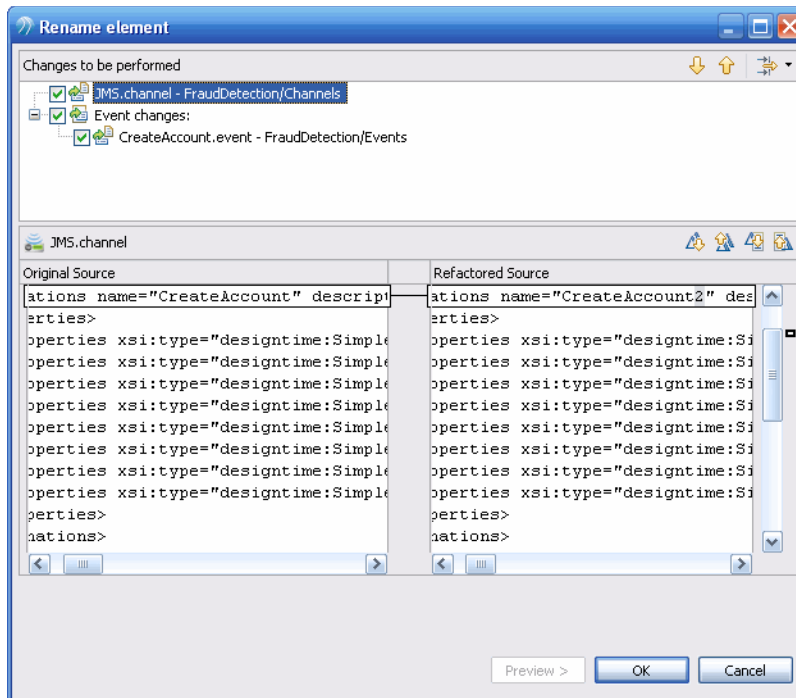 Rename element
Changes to be performed
JMS.channel - FraudDetection/Channels
Event changes:
CreateAccount.event - FraudDetection/Events
JMS.channel
Original Source
Refactored Source
ations name="CreateAccount" descript
erties>
operties xsi:type="designtime:Simple
operties xsi:type="designtime:Simple
operties xsi:type="designtime:Simple
operties xsi:type="designtime:Simple
operties xsi:type="designtime:Simple
operties xsi:type="designtime:Simple
operties xsi:type="designtime:Simple
operties xsi:type="designtime:Simple
perties>
nations>
ations name="CreateAccount2" des
erties>
operties xsi:type="designtime:Si
operties xsi:type="designtime:Si
operties xsi:type="designtime:Si
operties xsi:type="designtime:Si
operties xsi:type="designtime:Si
operties xsi:type="designtime:Si
operties xsi:type="designtime:Si
operties xsi:type="designtime:Si
perties>
nations>
Preview >
OK
Cancel